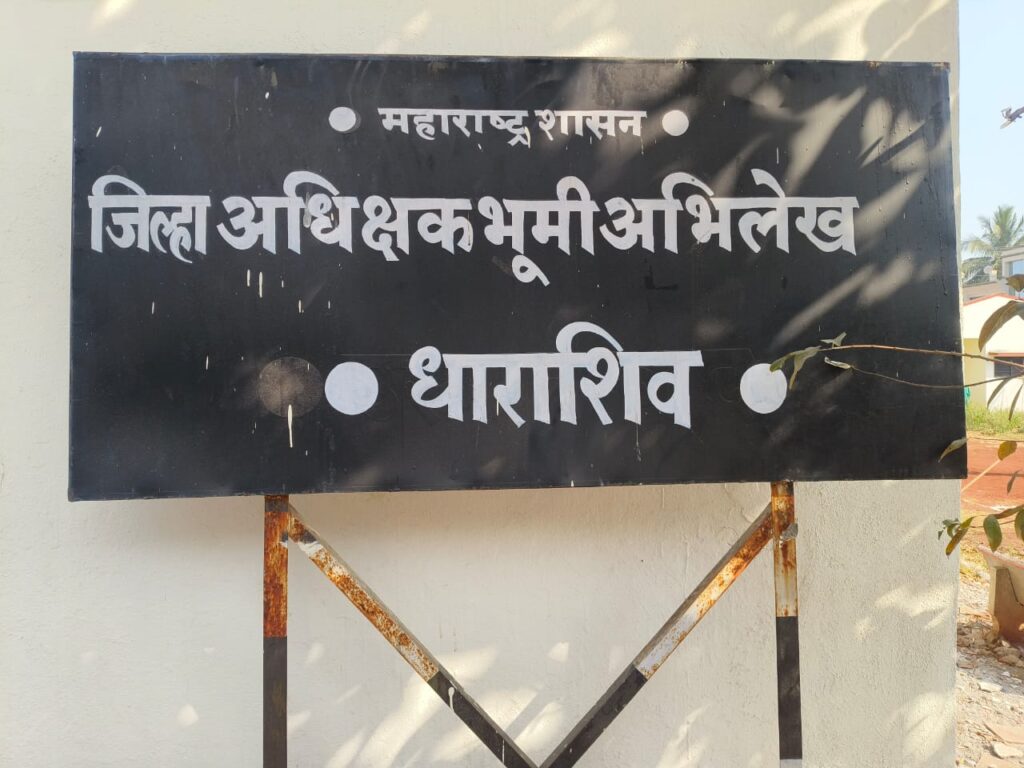 महाराष्ट्र शासन
जिल्हा अधिक्षक भूमी अभिलेख
धाराशिव